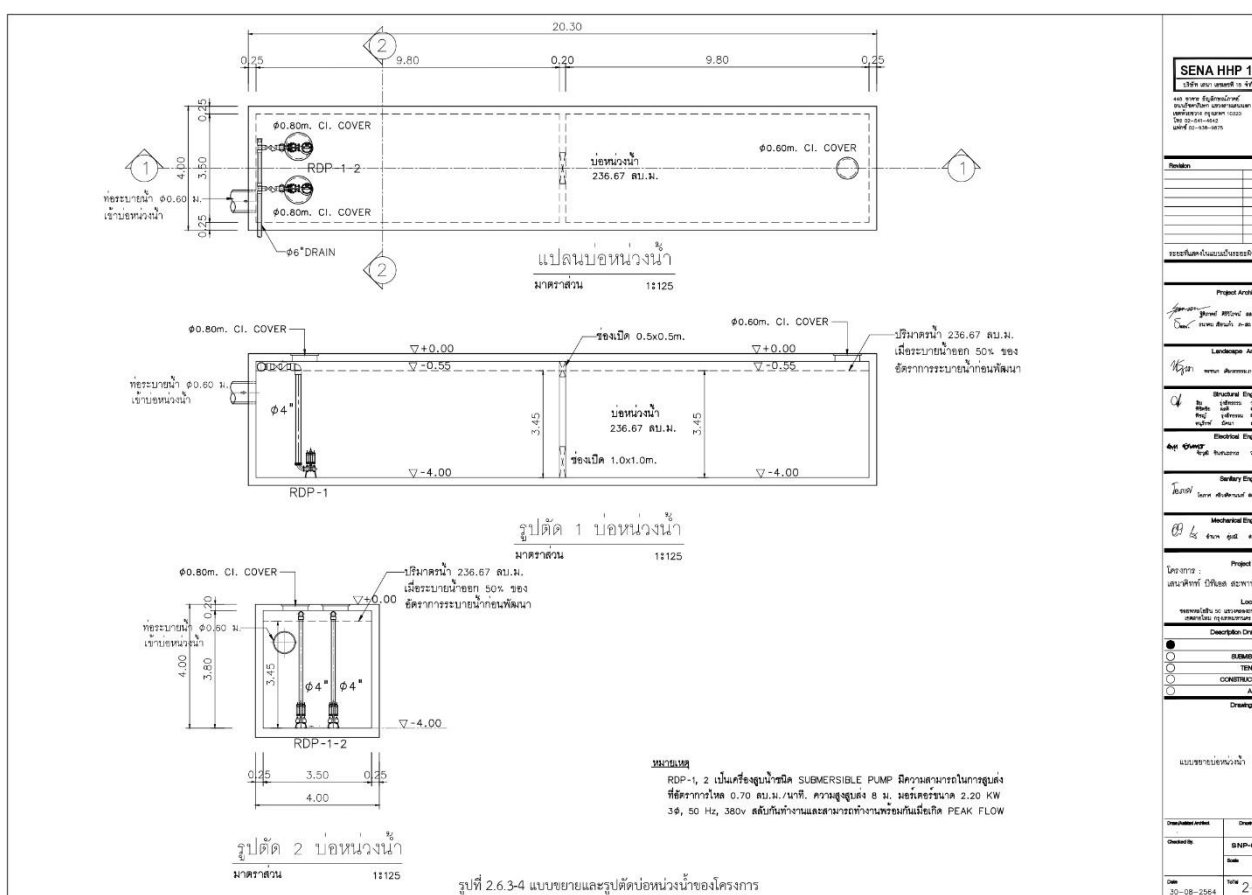 20.30
2
0.25
9.80
0.20
9.80
0.25
0.25
4.00
3.50
0.25
ø0.80m. CI. COVER
RDP-1-2
ø0.80m. CI. COVER
ø6"DRAIN
1
1
ท่อระบายน้ำ ø0.60 ม.
เข้าบ่อหน่วงน้ำ
บ่อหน่วงน้ำ
236.67 ลบ.ม.
ø0.60m. CI. COVER
2
แปลนบ่อหน่วงน้ำ
มาตราส่วน 1:125
ø0.80m. CI. COVER
▽+0.00
▽-0.55
ช่องเปิด 0.5x0.5m.
ø0.60m. CI. COVER
▽+0.00
▽-0.55
ปริมาตรน้ำ 236.67 ลบ.ม.
เมื่อระบายน้ำออก 50% ของ
อัตราการระบายน้ำก่อนพัฒนา
ท่อระบายน้ำ ø0.60 ม.
เข้าบ่อหน่วงน้ำ
ø4"
3.45
บ่อหน่วงน้ำ
236.67 ลบ.ม.
3.45
ช่องเปิด 1.0x1.0m.
▽-4.00
▽-4.00
RDP-1
รูปตัด 1 บ่อหน่วงน้ำ
มาตราส่วน 1:125
ø0.80m. CI. COVER
ปริมาตรน้ำ 236.67 ลบ.ม.
เมื่อระบายน้ำออก 50% ของ
อัตราการระบายน้ำก่อนพัฒนา
▽+0.00
0.20
ท่อระบายน้ำ ø0.60 ม.
เข้าบ่อหน่วงน้ำ
4.00
3.80
3.45
ø4"
ø4"
▽-4.00
RDP-1-2
0.25
3.50
0.25
4.00
รูปตัด 2 บ่อหน่วงน้ำ
มาตราส่วน 1:125
หมายเหตุ
RDP-1, 2 เป็นเครื่องสูบน้ำชนิด SUBMERSIBLE PUMP มีความสามารถในการสูบส่ง
ที่อัตราการไหล 0.70 ลบ.ม./นาที. ความสูงสูบส่ง 8 ม. มอร์เตอร์ขนาด 2.20 KW
3ø, 50 Hz, 380v สลับกันทำงานและสามารถทำงานพร้อมกันเมื่อเกิด PEAK FLOW
รูปที่ 2.6.3-4 แบบขยายและรูปตัดบ่อหน่วงน้ำของโครงการ
SENA HHP 1
Revision
Project Archi
Landscape Ar
Structural Eng
Electrical Eng
Sanitary Eng
Mechanical Eng
Project
โครงการ :
Loc
Description Dra
SUBMIS
TEN
CONSTRUC
A
Drawing
แบบขยายบ่อหน่วงน้ำ
Checked By.
SNP-
Scale
Date
30-08-2564
Total
2